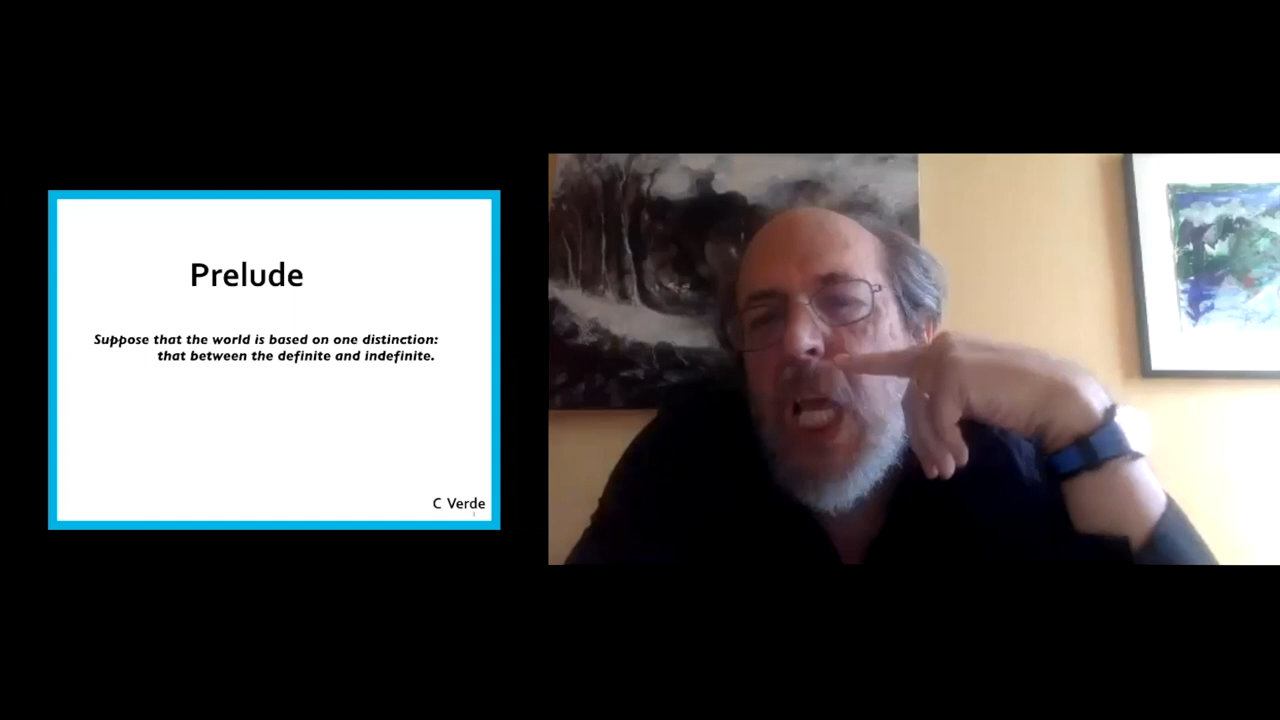 Prelude
Suppose that the world is based on one distinction:
that between the definite and indefinite.
C Verde